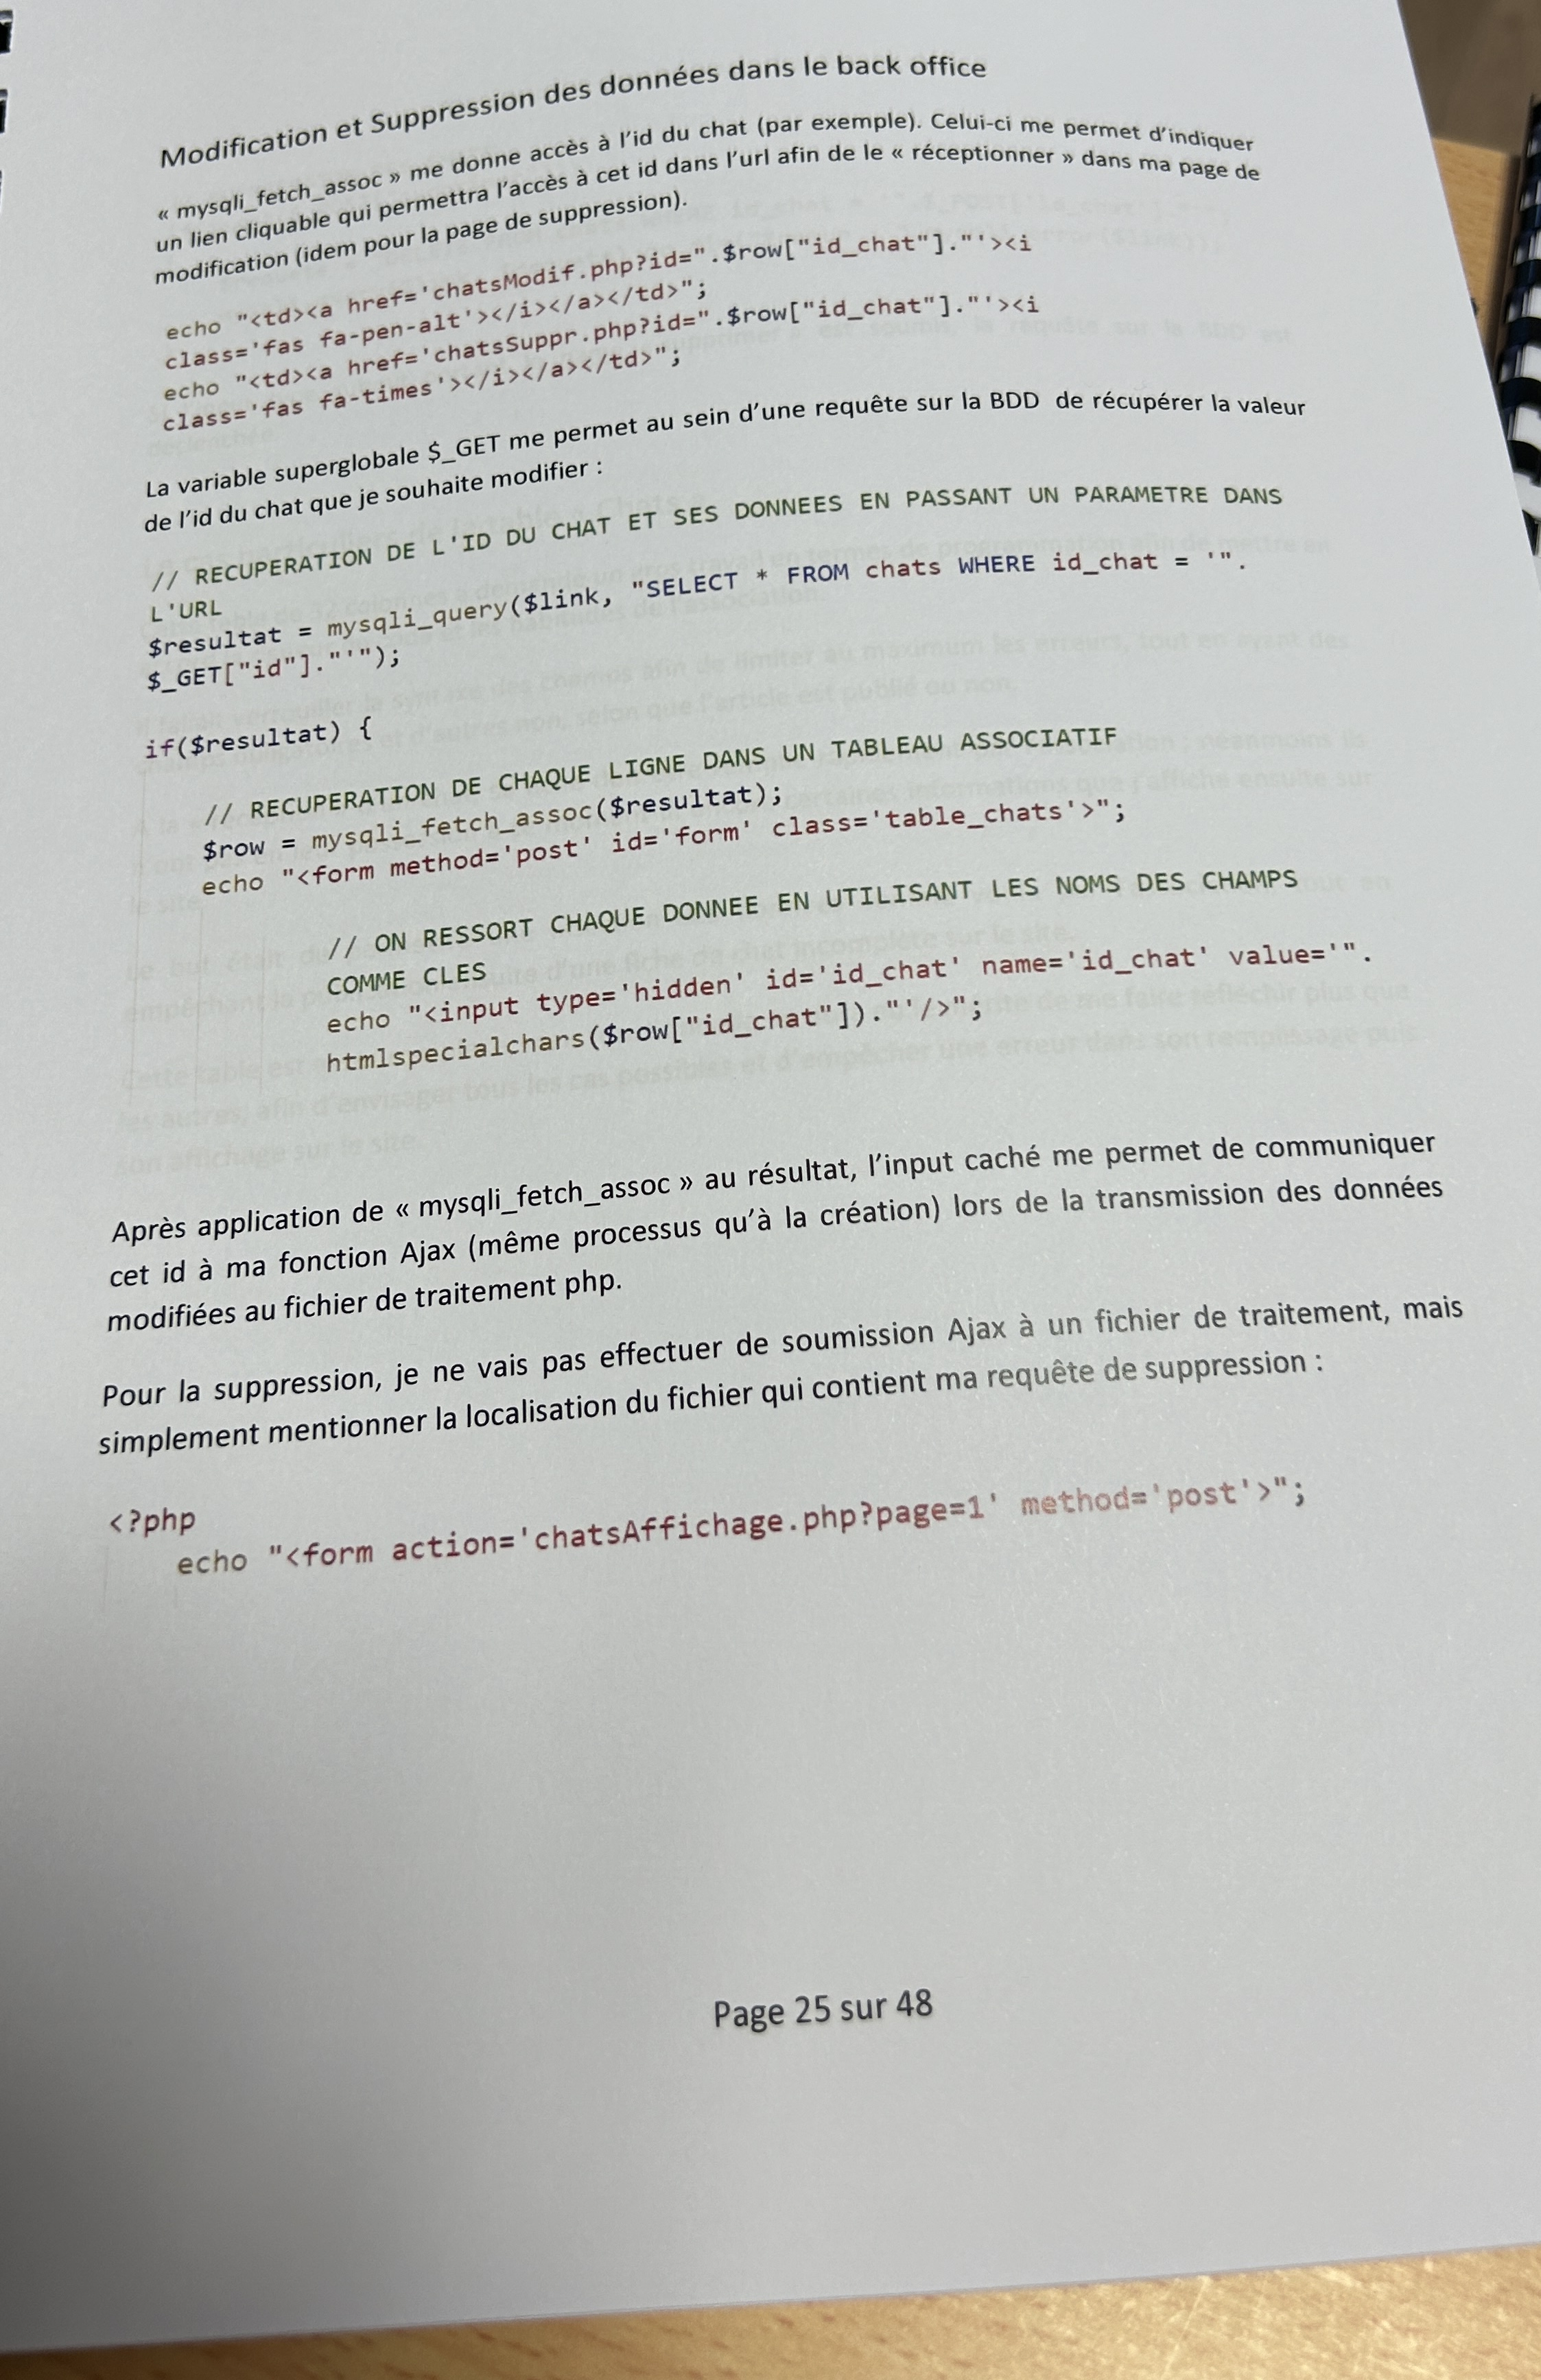 Modification et Suppression des données dans le back office
« mysqli_fetch_assoc » me donne accès à l’id du chat (par exemple). Celui-ci me permet d’indiquer
un lien cliquable qui permettra l’accès à cet id dans l’url afin de le « réceptionner » dans ma page de
modification (idem pour la page de suppression).
echo "<td><a href='chatsModif.php?id=".$row["id_chat"]."'><i
class='fas fa-pen-alt'></i></a></td>";
echo "<td><a href='chatsSuppr.php?id=".$row["id_chat"]."'><i
class='fas fa-times'></i></a></td>";
La variable superglobale $_GET me permet au sein d’une requête sur la BDD de récupérer la valeur
de l’id du chat que je souhaite modifier :
// RECUPERATION DE L'ID DU CHAT ET SES DONNEES EN PASSANT UN PARAMETRE DANS
L'URL
$resultat = mysqli_query($link, "SELECT * FROM chats WHERE id_chat = '".
$_GET["id"]."'");
if($resultat) {
// RECUPERATION DE CHAQUE LIGNE DANS UN TABLEAU ASSOCIATIF
$row = mysqli_fetch_assoc($resultat);
echo "<form method='post' id='form' class='table_chats'>";
// ON RESSORT CHAQUE DONNEE EN UTILISANT LES NOMS DES CHAMPS
COMME CLES
echo "<input type='hidden' id='id_chat' name='id_chat' value='".
htmlspecialchars($row["id_chat"])."'/>";
Après application de « mysqli_fetch_assoc » au résultat, l’input caché me permet de communiquer
cet id à ma fonction Ajax (même processus qu’à la création) lors de la transmission des données
modifiées au fichier de traitement php.
Pour la suppression, je ne vais pas effectuer de soumission Ajax à un fichier de traitement, mais
simplement mentionner la localisation du fichier qui contient ma requête de suppression :
<?php
echo "<form action='chatsAffichage.php?page=1' method='post'>";
Page 25 sur 48